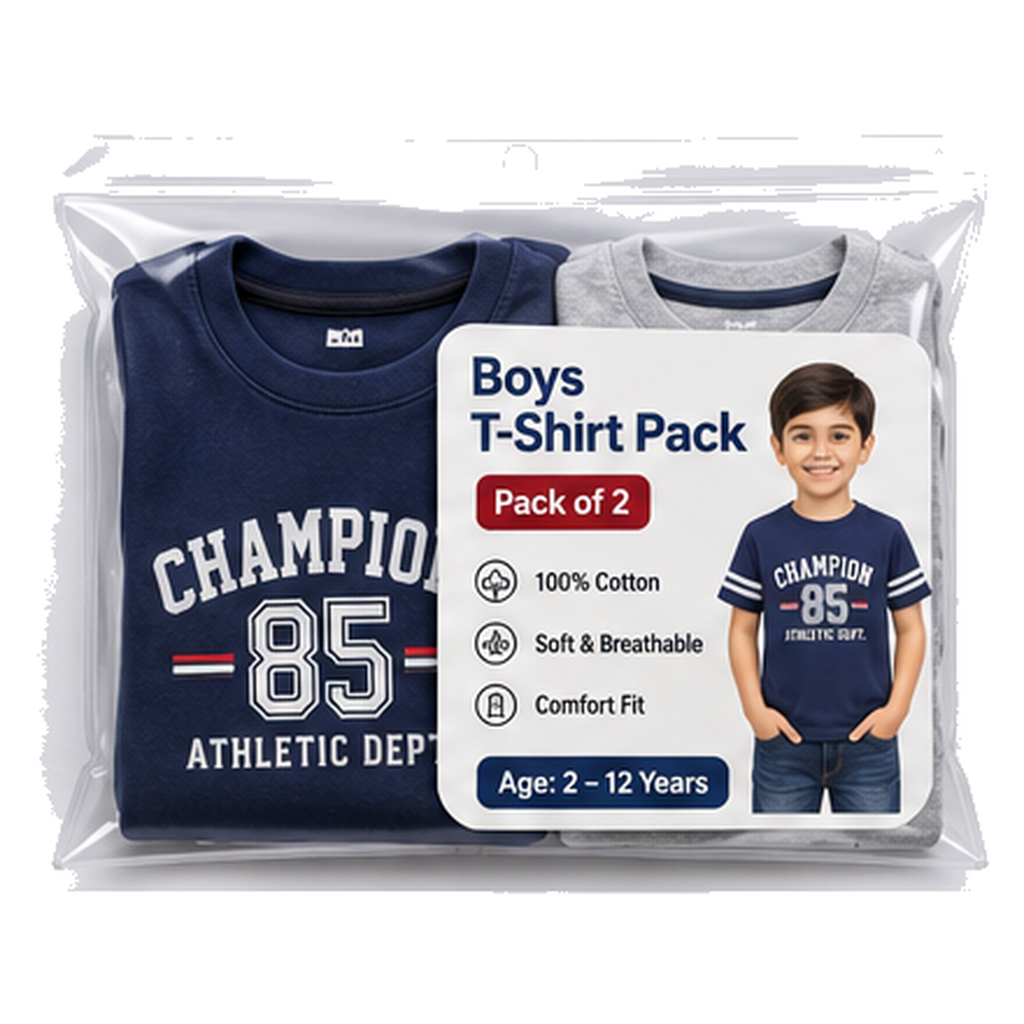 CHAMPIO
85
ATHLETIC DEPT
Boys
T-Shirt Pack
Pack of 2
100% Cotton
Soft & Breathable
Comfort Fit
Age: 2 – 12 Years
CHAMPION
85